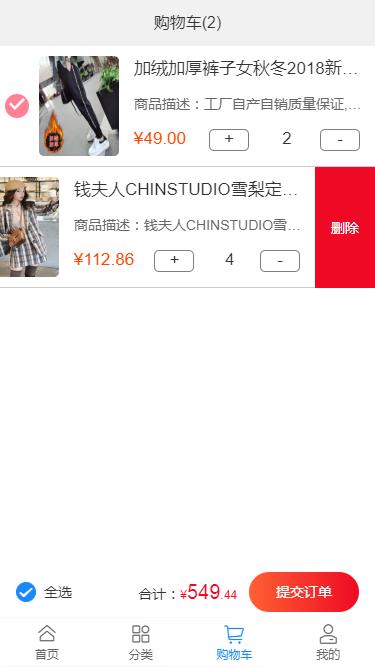 购物车(2)
加绒加厚裤子女秋冬2018新…
商品描述：工厂自产自销质量保证,…
¥49.00 + 2 -
钱夫人CHINSTUDIO雪梨定…
商品描述：钱夫人CHINSTUDIO雪…
¥112.86 + 4 -
删除
全选
合计：¥549.44
提交订单
首页 分类 购物车 我的